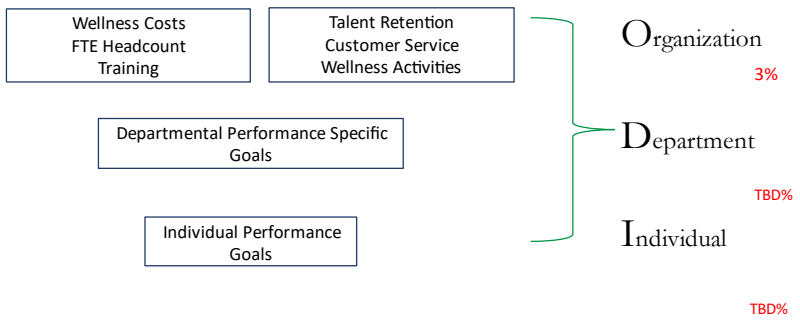 Wellness Costs
FTE Headcount
Training
Talent Retention
Customer Service
Wellness Activities
Organization
3%
Departmental Performance Specific
Goals
Department
TBD%
Individual Performance
Goals
Individual
TBD%